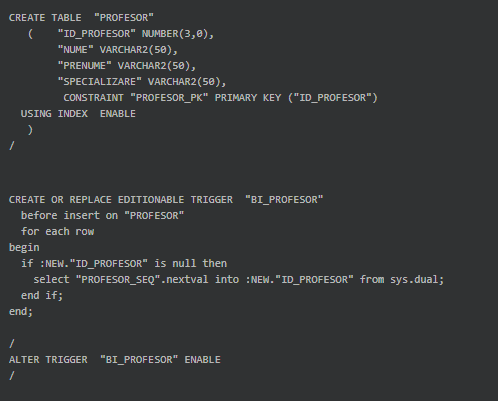 CREATE TABLE  "PROFESOR"
   (    "ID_PROFESOR" NUMBER(3,0),
        "NUME" VARCHAR2(50),
        "PRENUME" VARCHAR2(50),
        "SPECIALIZARE" VARCHAR2(50),
         CONSTRAINT "PROFESOR_PK" PRIMARY KEY ("ID_PROFESOR")
  USING INDEX  ENABLE
   )
/
CREATE OR REPLACE EDITIONABLE TRIGGER  "BI_PROFESOR"
  before insert on "PROFESOR"
  for each row
begin
  if :NEW."ID_PROFESOR" is null then
    select "PROFESOR_SEQ".nextval into :NEW."ID_PROFESOR" from sys.dual;
  end if;
end;
/
ALTER TRIGGER  "BI_PROFESOR" ENABLE
/